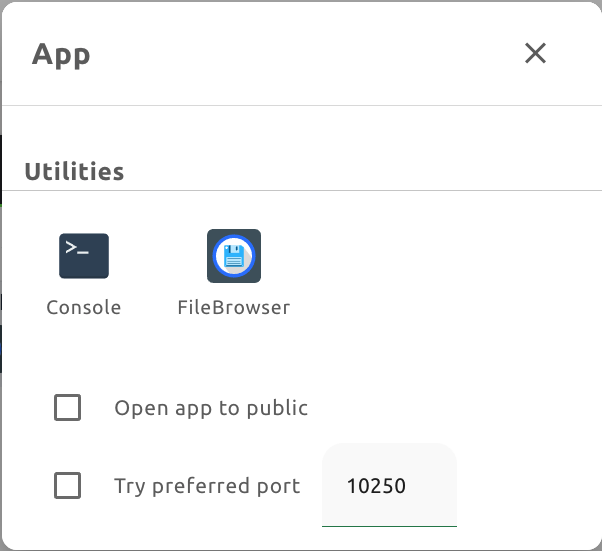 App
Utilities
>_
Console
FileBrowser
Open app to public
Try preferred port 10250